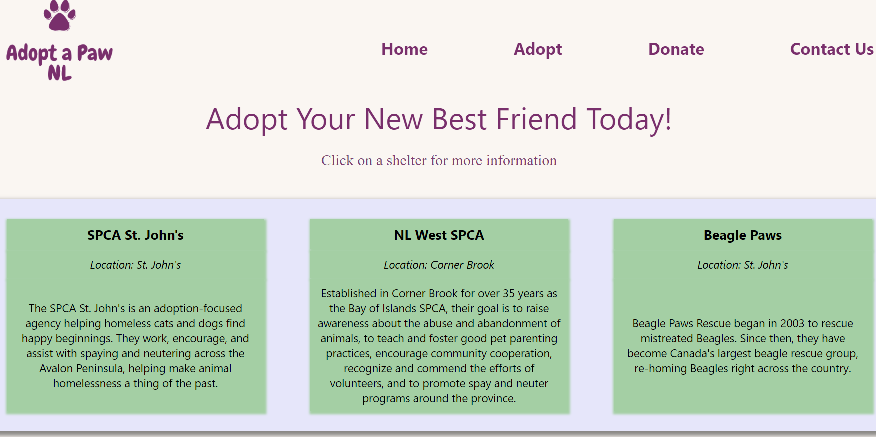 Adopt a Paw
NL
Home
Adopt
Donate
Contact Us
Adopt Your New Best Friend Today!
Click on a shelter for more information
SPCA St. John's
Location: St. John's
The SPCA St. John's is an adoption-focused
agency helping homeless cats and dogs find
happy beginnings. They work, encourage, and
assist with spaying and neutering across the
Avalon Peninsula, helping make animal
homelessness a thing of the past.
NL West SPCA
Location: Corner Brook
Established in Corner Brook for over 35 years as
the Bay of Islands SPCA, their goal is to raise
awareness about the abuse and abandonment of
animals, to teach and foster good pet parenting
practices, encourage community cooperation,
recognize and commend the efforts of
volunteers, and to promote spay and neuter
programs around the province.
Beagle Paws
Location: St. John's
Beagle Paws Rescue began in 2003 to rescue
mistreated Beagles. Since then, they have
become Canada's largest beagle rescue group,
re-homing Beagles right across the country.